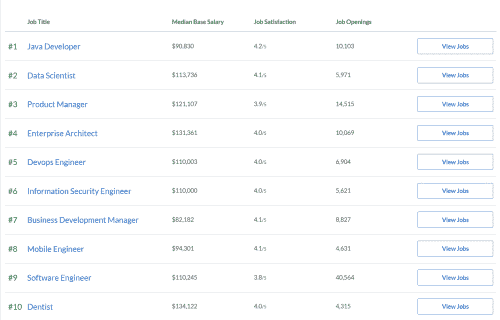 Job Title Median Base Salary Job Satisfaction Job Openings
#1 Java Developer $90,830 4.2/5 10,103 View Jobs
#2 Data Scientist $113,736 4.1/5 5,971 View Jobs
#3 Product Manager $121,107 3.9/5 14,515 View Jobs
#4 Enterprise Architect $131,361 4.0/5 10,069 View Jobs
#5 Devops Engineer $110,003 4.0/5 6,904 View Jobs
#6 Information Security Engineer $110,000 4.0/5 5,621 View Jobs
#7 Business Development Manager $82,182 4.1/5 8,827 View Jobs
#8 Mobile Engineer $94,301 4.1/5 4,631 View Jobs
#9 Software Engineer $110,245 3.8/5 40,564 View Jobs
#10 Dentist $134,122 4.0/5 4,315 View Jobs